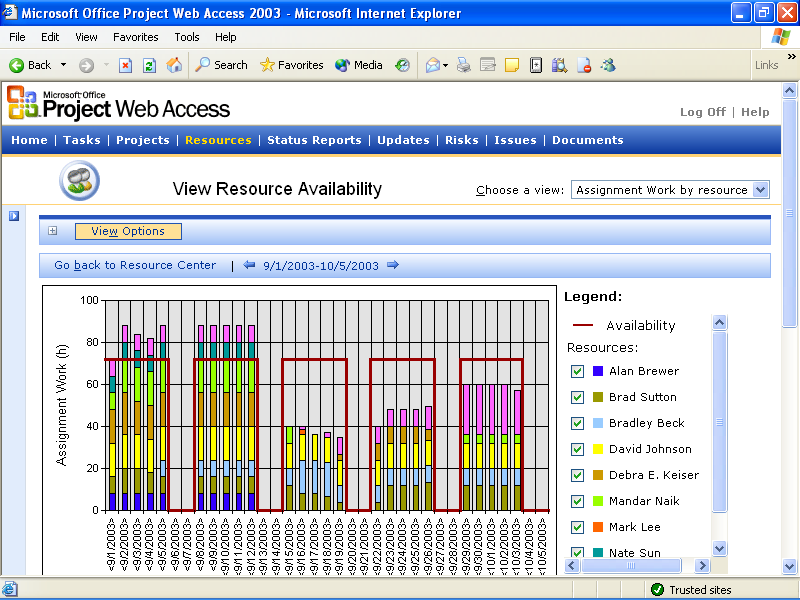 Microsoft Office Project Web Access 2003 - Microsoft Internet Explorer
File Edit View Favorites Tools Help
Back Search Favorites Media Links »
Microsoft Office
Project Web Access
Log Off | Help
Home | Tasks | Projects | Resources | Status Reports | Updates | Risks | Issues | Documents
View Resource Availability
Choose a view: Assignment Work by resource
View Options
Go back to Resource Center | 9/1/2003-10/5/2003
Assignment Work (h)
100
80
60
40
20
0
<9/1/2003>
<9/2/2003>
<9/3/2003>
<9/4/2003>
<9/5/2003>
<9/6/2003>
<9/7/2003>
<9/8/2003>
<9/9/2003>
<9/10/2003>
<9/11/2003>
<9/12/2003>
<9/13/2003>
<9/14/2003>
<9/15/2003>
<9/16/2003>
<9/17/2003>
<9/18/2003>
<9/19/2003>
<9/20/2003>
<9/21/2003>
<9/22/2003>
<9/23/2003>
<9/24/2003>
<9/25/2003>
<9/26/2003>
<9/27/2003>
<9/28/2003>
<9/29/2003>
<9/30/2003>
<10/1/2003>
<10/2/2003>
<10/3/2003>
<10/4/2003>
<10/5/2003>
Legend:
Availability
Resources:
Alan Brewer
Brad Sutton
Bradley Beck
David Johnson
Debra E. Keiser
Mandar Naik
Mark Lee
Nate Sun
Trusted sites